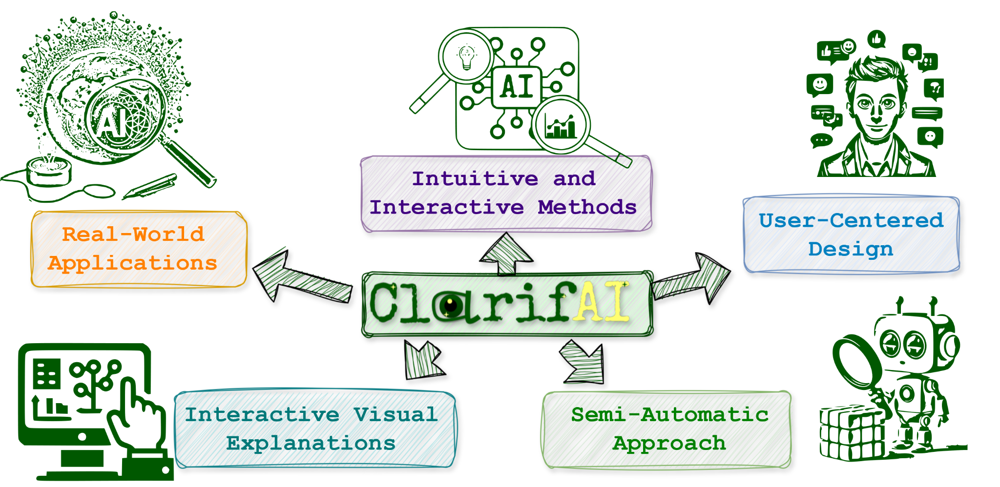 AI
AI
Intuitive and
Interactive Methods
Real-World
Applications
User-Centered
Design
ClarifAI
Interactive Visual
Explanations
Semi-Automatic
Approach